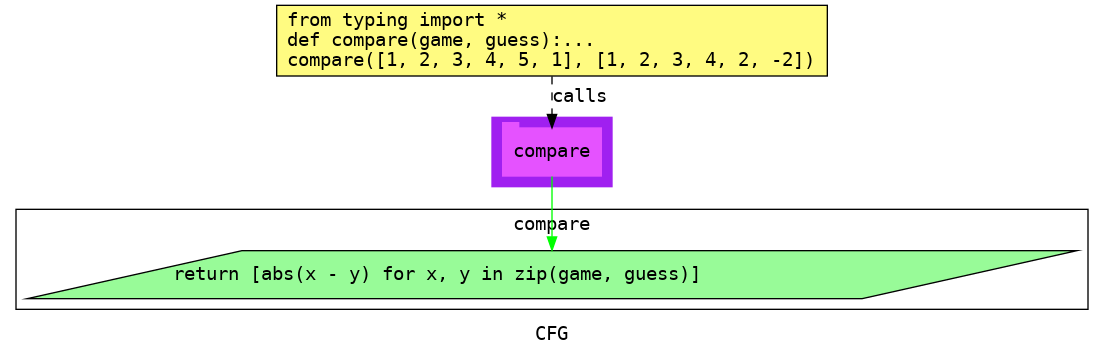 from typing import *
def compare(game, guess):...
compare([1, 2, 3, 4, 5, 1], [1, 2, 3, 4, 2, -2])
calls
compare
compare
return [abs(x - y) for x, y in zip(game, guess)]
CFG